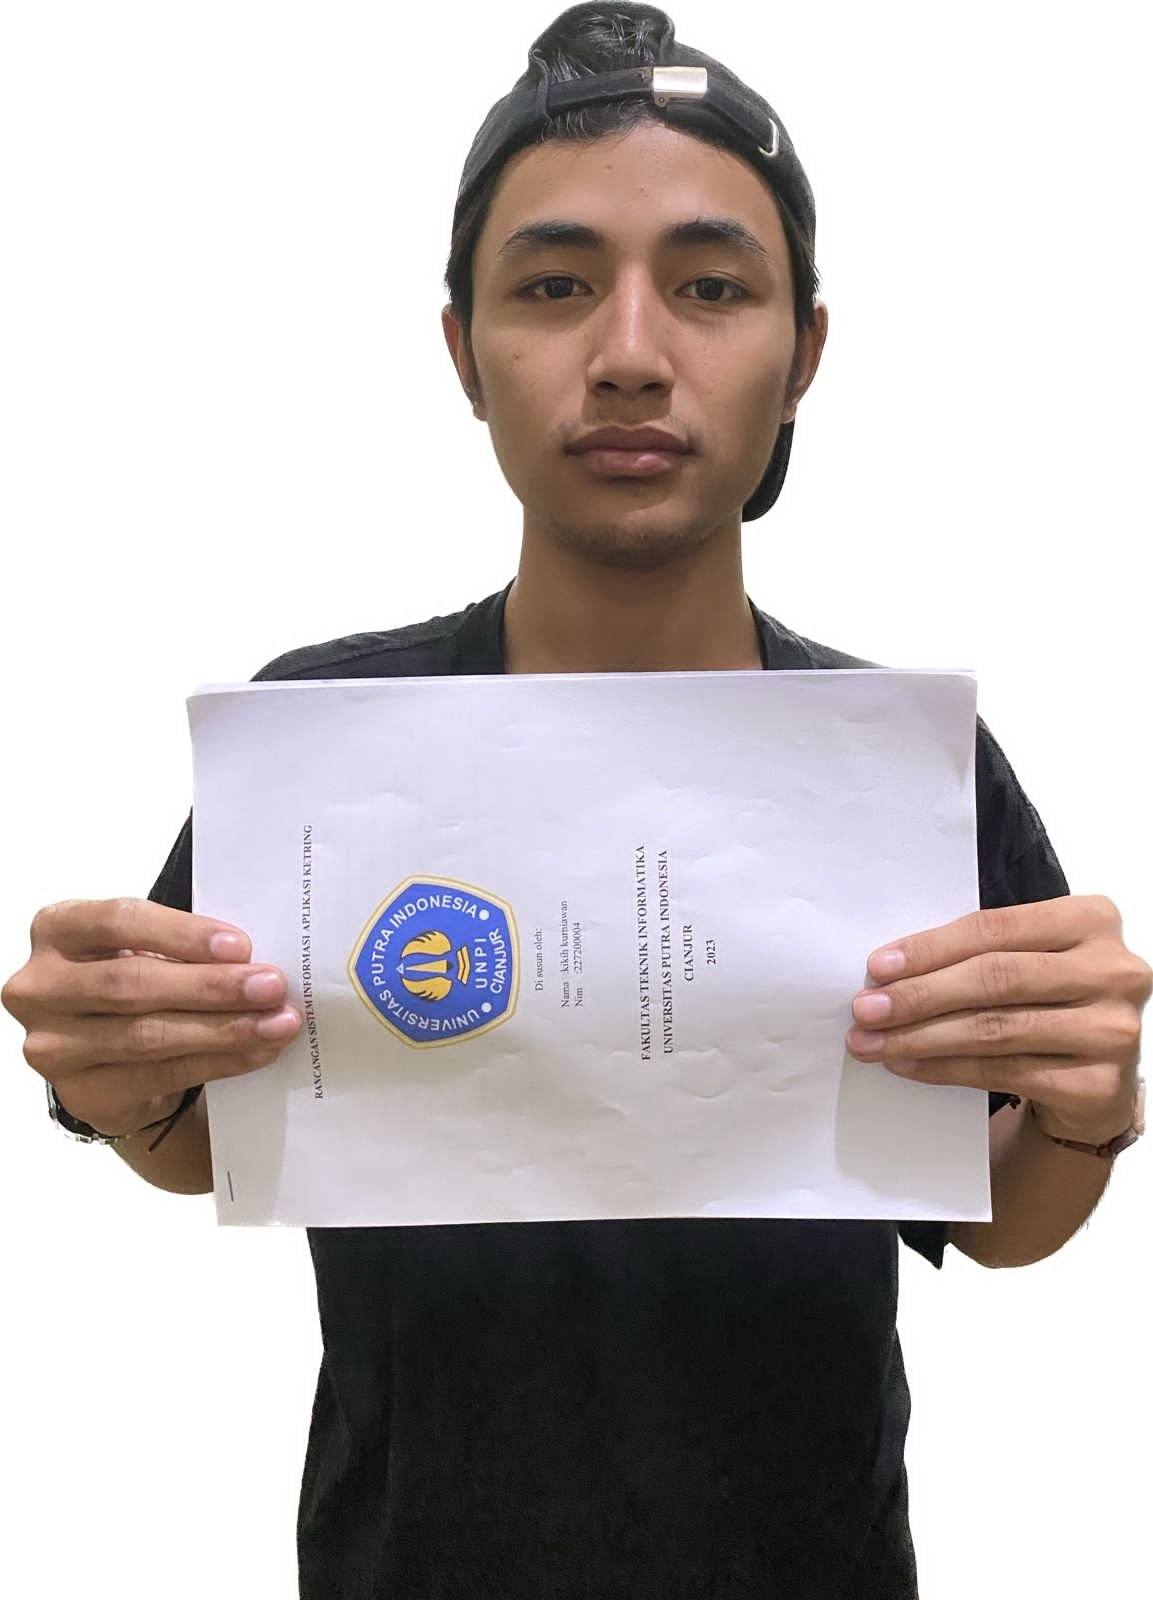 RANCANGAN SISTEM INFORMASI APLIKASI KETRING
UNIVERSITAS PUTRA INDONESIA
UNPI
CIANJUR
Di susun oleh:
Nama :kikih kurniawan
Nim :227200004
FAKULTAS TEKNIK INFORMATIKA
UNIVERSITAS PUTRA INDONESIA
CIANJUR
2023